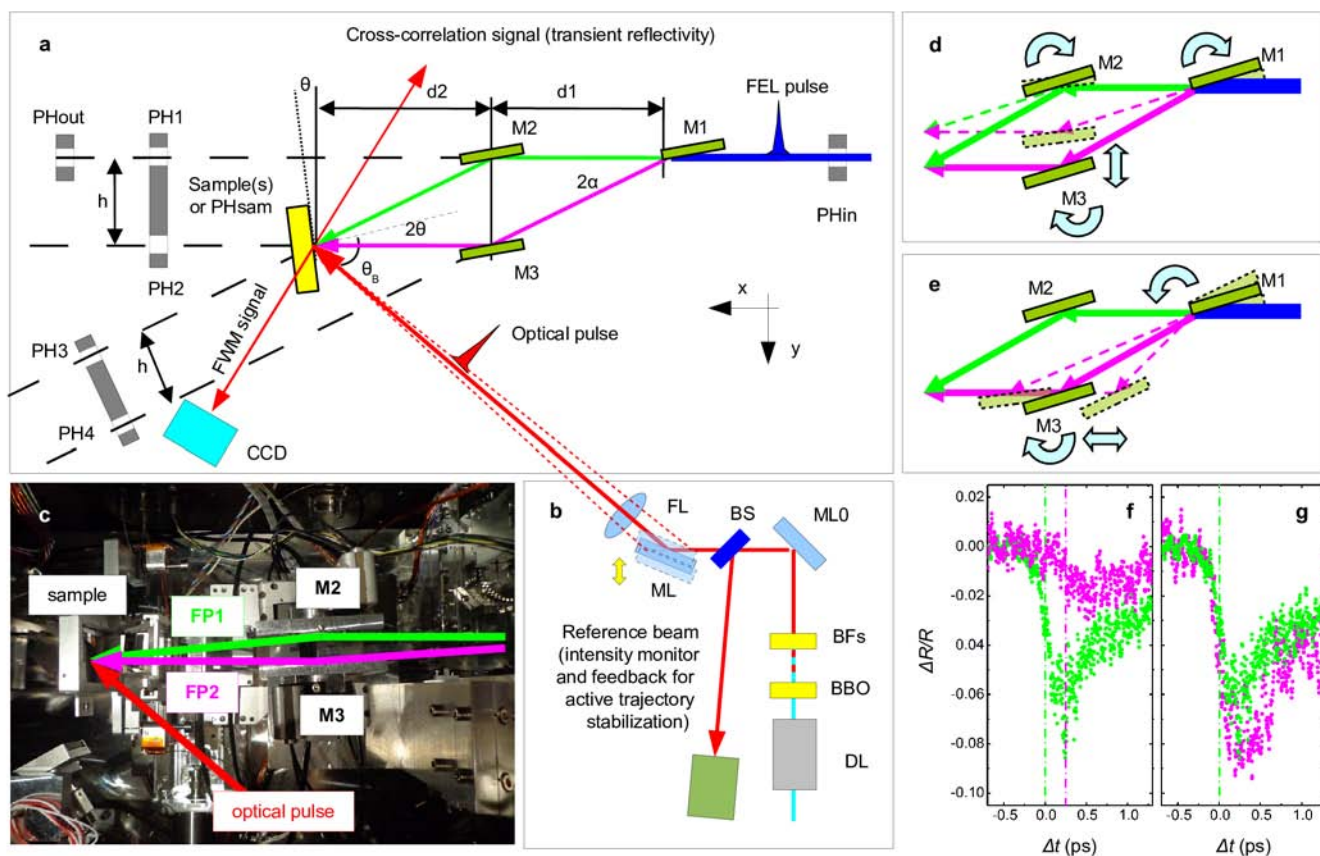 a
Cross-correlation signal (transient reflectivity)
θ
d2
d1
FEL pulse
PHout
PH1
M2
M1
h
Sample(s)
or PHsam
2α
PHin
2θ
PH2
θB
M3
x
y
FWM signal
Optical pulse
PH3
h
PH4
CCD
b
FL
BS
ML0
ML
Reference beam
(intensity monitor
and feedback for
active trajectory
stabilization)
BFs
BBO
DL
c
sample
FP1
M2
FP2
M3
optical pulse
d
M2
M1
M3
e
M2
M1
M3
f
g
0.02
0.00
-0.02
-0.04
-0.06
-0.08
-0.10
ΔR/R
-0.5 0.0 0.5 1.0
-0.5 0.0 0.5 1.0
Δt (ps)
Δt (ps)